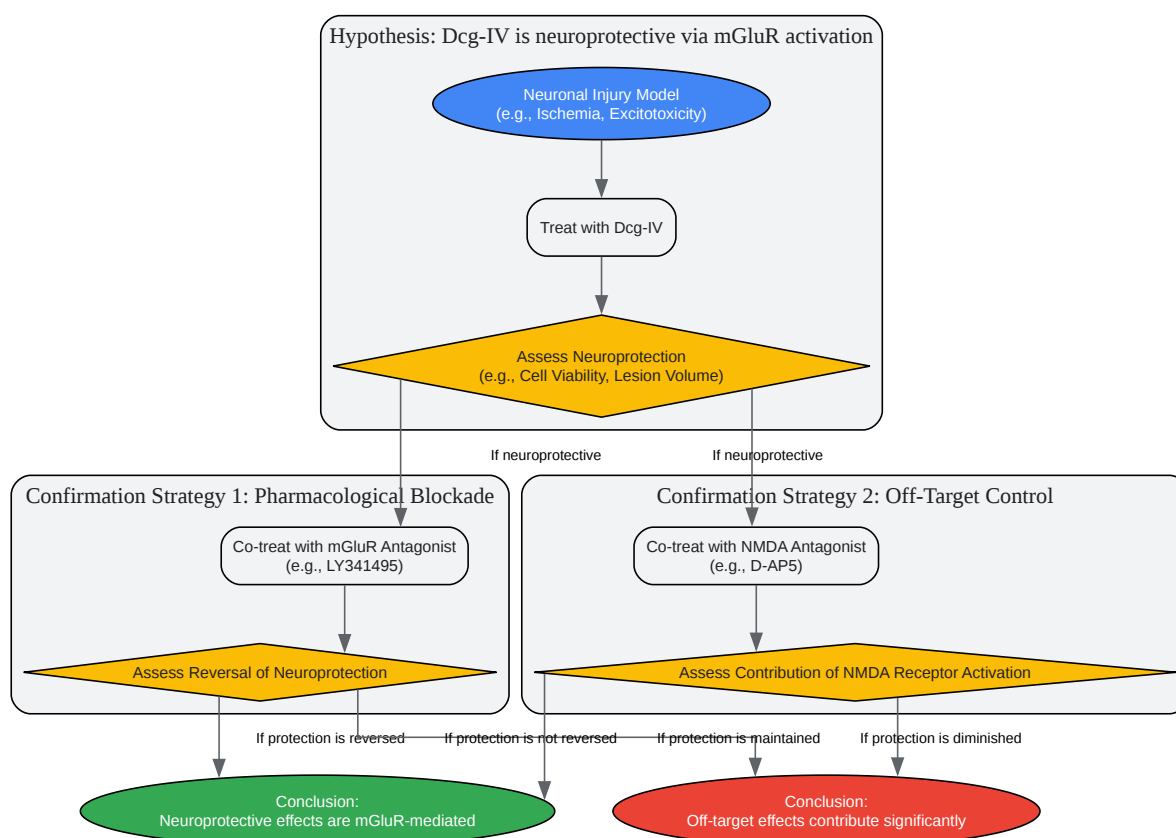 Hypothesis: Dcg-IV is neuroprotective via mGluR activation
Neuronal Injury Model
(e.g., Ischemia, Excitotoxicity)
Treat with Dcg-IV
Assess Neuroprotection
(e.g., Cell Viability, Lesion Volume)
If neuroprotective
If neuroprotective
Confirmation Strategy 1: Pharmacological Blockade
Co-treat with mGluR Antagonist
(e.g., LY341495)
Assess Reversal of Neuroprotection
Confirmation Strategy 2: Off-Target Control
Co-treat with NMDA Antagonist
(e.g., D-AP5)
Assess Contribution of NMDA Receptor Activation
If protection is reversed
If protection is not reversed
If protection is maintained
If protection is diminished
Conclusion:
Neuroprotective effects are mGluR-mediated
Conclusion:
Off-target effects contribute significantly